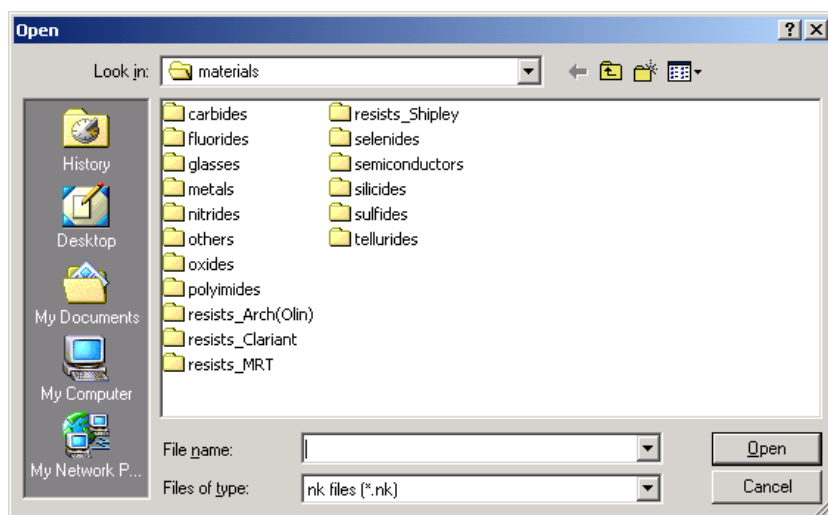 Open
Look in: materials
History
Desktop
My Documents
My Computer
My Network P...
carbides
fluorides
glasses
metals
nitrides
others
oxides
polyimides
resists_Arch(Olin)
resists_Clariant
resists_MRT
resists_Shipley
selenides
semiconductors
silicides
sulfides
tellurides
File name:
Open
Files of type: nk files (*.nk)
Cancel